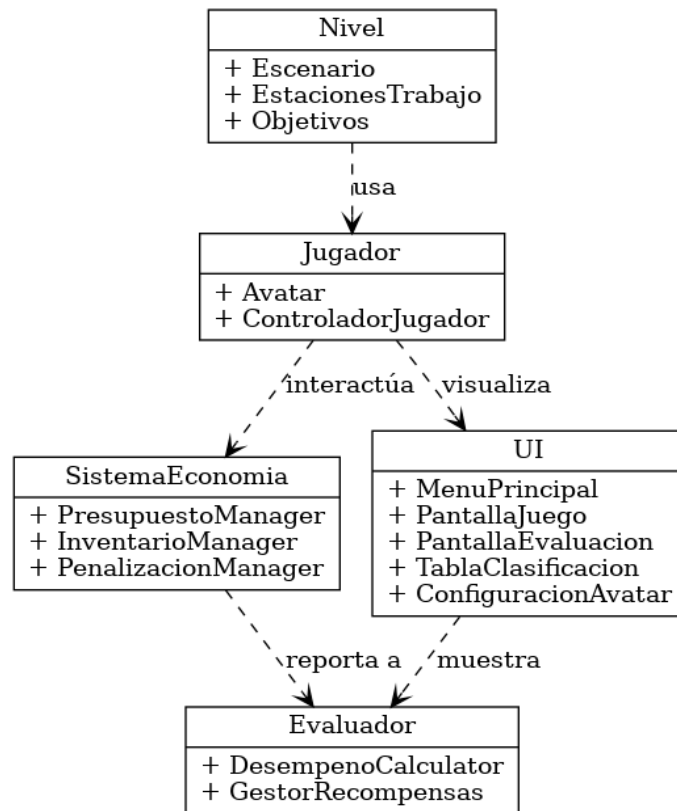 Nivel
+ Escenario
+ EstacionesTrabajo
+ Objetivos
usa
Jugador
+ Avatar
+ ControladorJugador
interactúa
visualiza
SistemaEconomia
+ PresupuestoManager
+ InventarioManager
+ PenalizacionManager
UI
+ MenuPrincipal
+ PantallaJuego
+ PantallaEvaluacion
+ TablaClasificacion
+ ConfiguracionAvatar
reporta a
muestra
Evaluador
+ DesempenoCalculator
+ GestorRecompensas